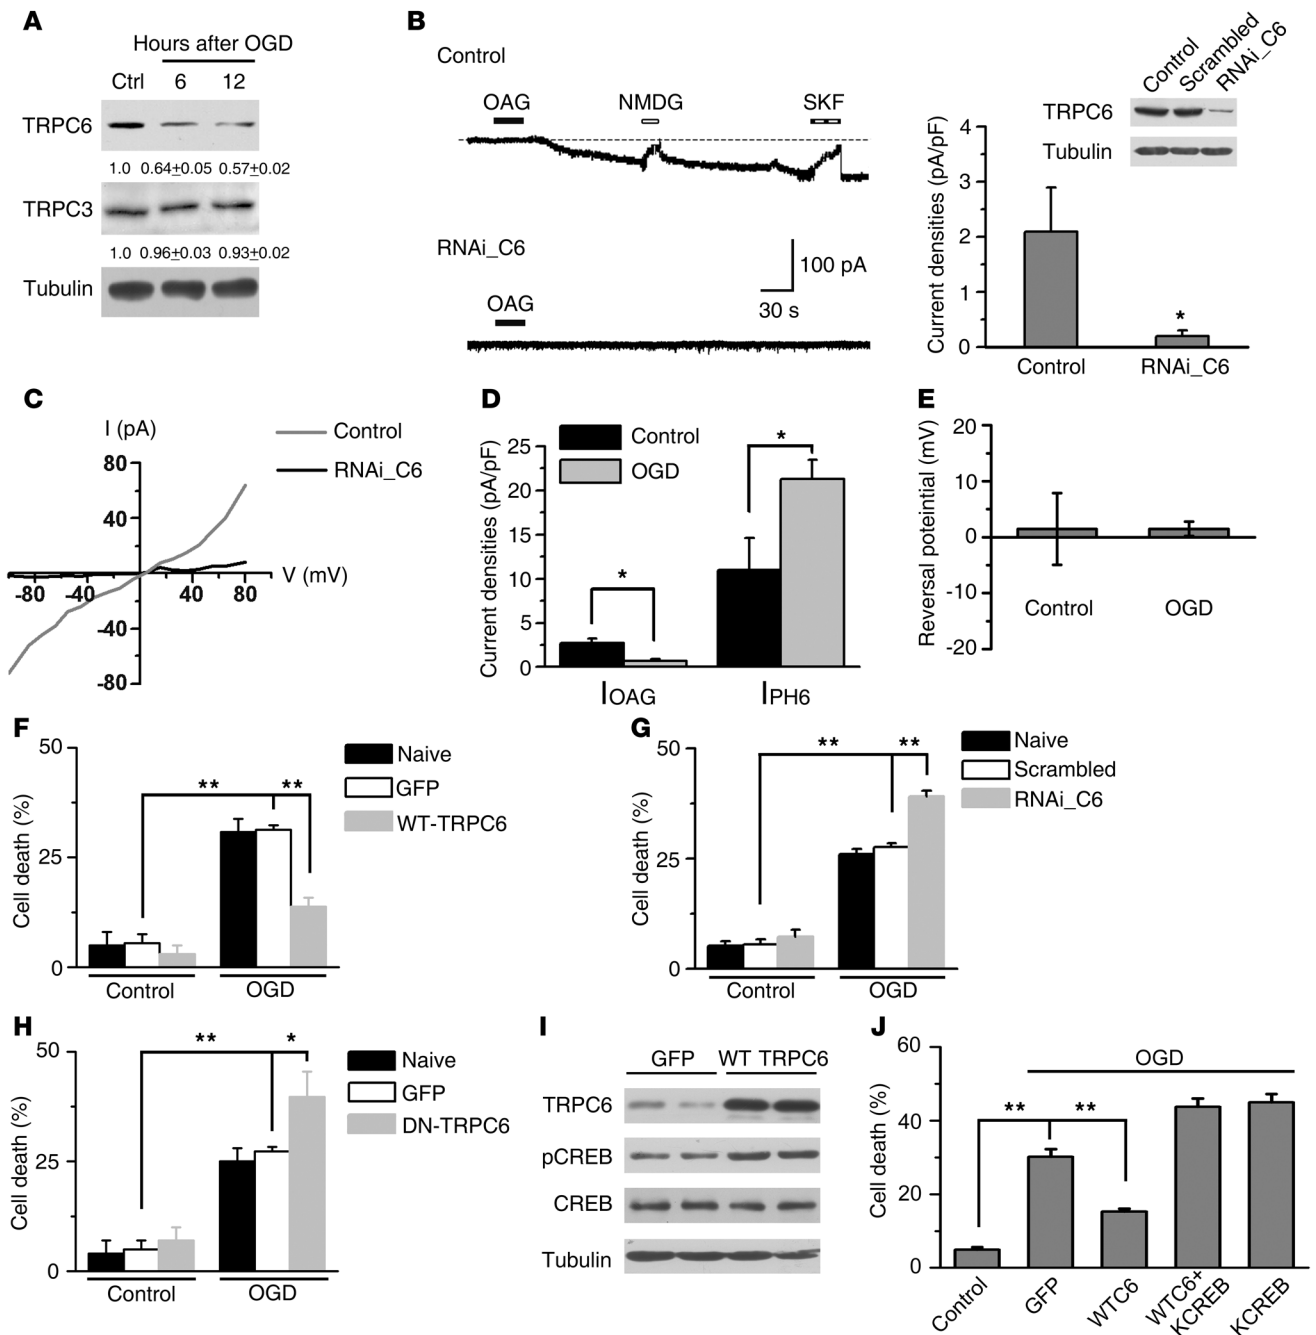 A
Hours after OGD
Ctrl 6 12
TRPC6
1.0 0.64±0.05 0.57±0.02
TRPC3
1.0 0.96±0.03 0.93±0.02
Tubulin
B
Control
OAG NMDG SKF
RNAi_C6
100 pA
30 s
OAG
Control Scrambled RNAi_C6
TRPC6
Tubulin
Current densities (pA/pF)
4
3
2
1
0
*
Control RNAi_C6
C
I (pA)
Control
RNAi_C6
80
40
-80 -40 40 80 V (mV)
-40
-80
D
Current densities (pA/pF)
25
20
15
10
5
0
Control
OGD
*
*
IOAG IPH6
E
Reversal poteintial (mV)
20
10
0
-10
-20
Control OGD
F
Cell death (%)
50
25
0
** **
Naive
GFP
WT-TRPC6
Control OGD
G
Cell death (%)
50
25
0
** **
Naive
Scrambled
RNAi_C6
Control OGD
H
Cell death (%)
50
25
0
** *
Naive
GFP
DN-TRPC6
Control OGD
I
GFP WT TRPC6
TRPC6
pCREB
CREB
Tubulin
J
Cell death (%)
60
40
20
0
OGD
** **
Control
GFP
WTC6
WTC6+
KCREB
KCREB